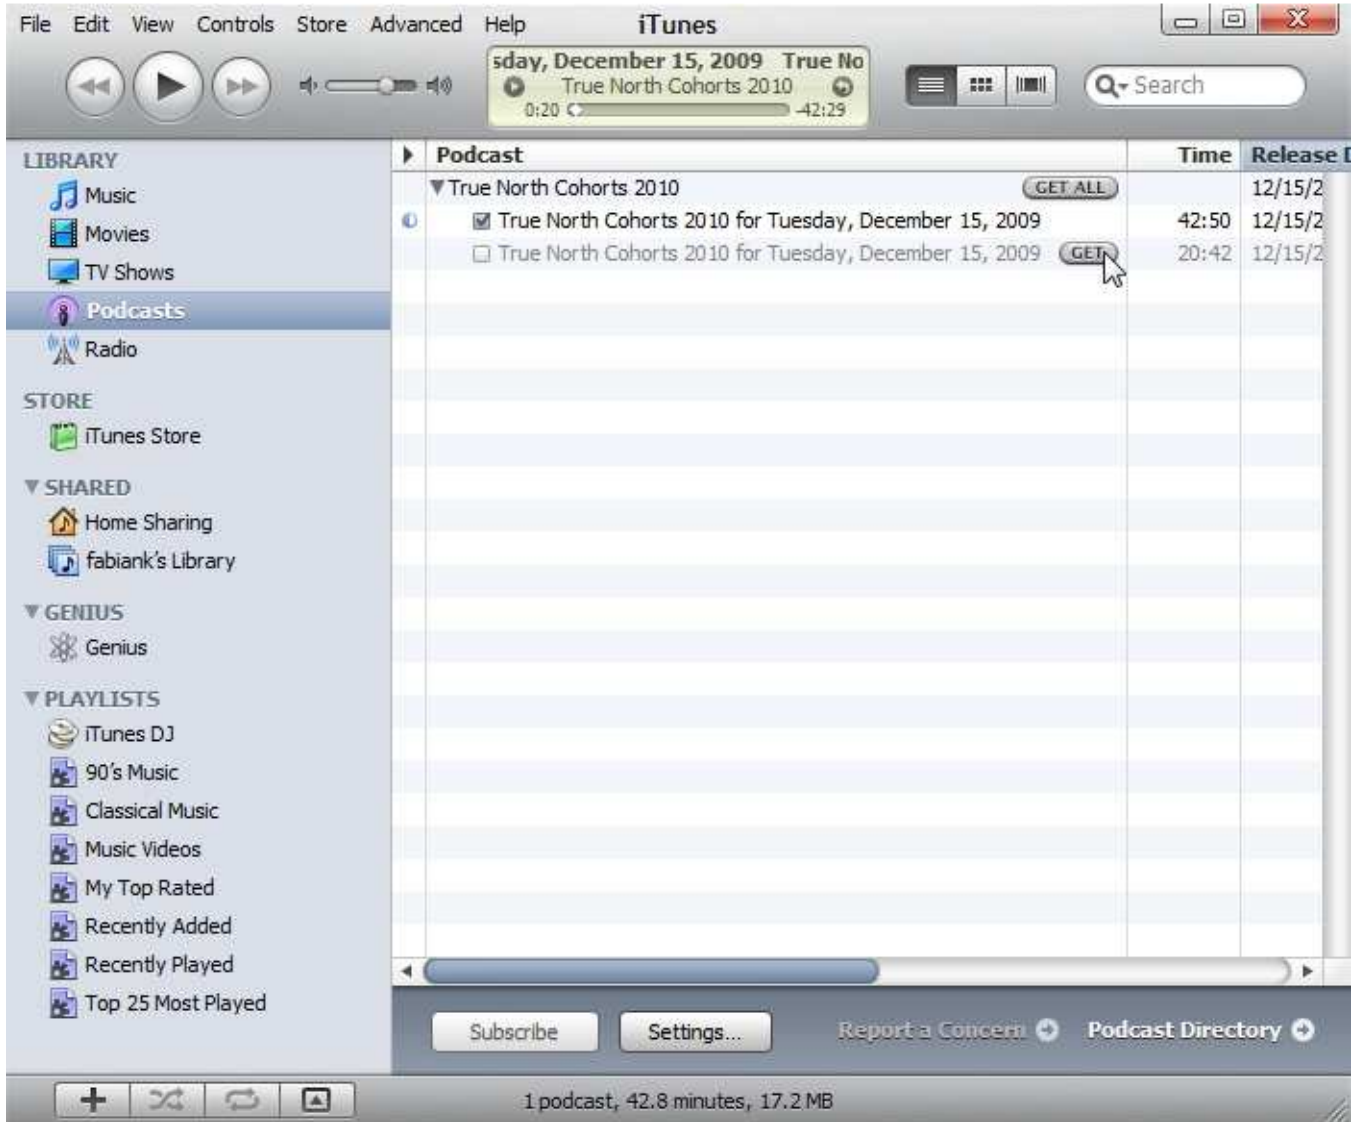 File Edit View Controls Store Advanced Help iTunes
sday, December 15, 2009 True No
True North Cohorts 2010
0:20 -42:29
Search
LIBRARY
Music
Movies
TV Shows
Podcasts
Radio
STORE
iTunes Store
SHARED
Home Sharing
fabiank's Library
GENIUS
Genius
PLAYLISTS
iTunes DJ
90's Music
Classical Music
Music Videos
My Top Rated
Recently Added
Recently Played
Top 25 Most Played
Podcast Time Release D
True North Cohorts 2010 GET ALL 12/15/2
True North Cohorts 2010 for Tuesday, December 15, 2009 42:50 12/15/2
True North Cohorts 2010 for Tuesday, December 15, 2009 GET 20:42 12/15/2
Subscribe Settings... Report a Concern Podcast Directory
1 podcast, 42.8 minutes, 17.2 MB